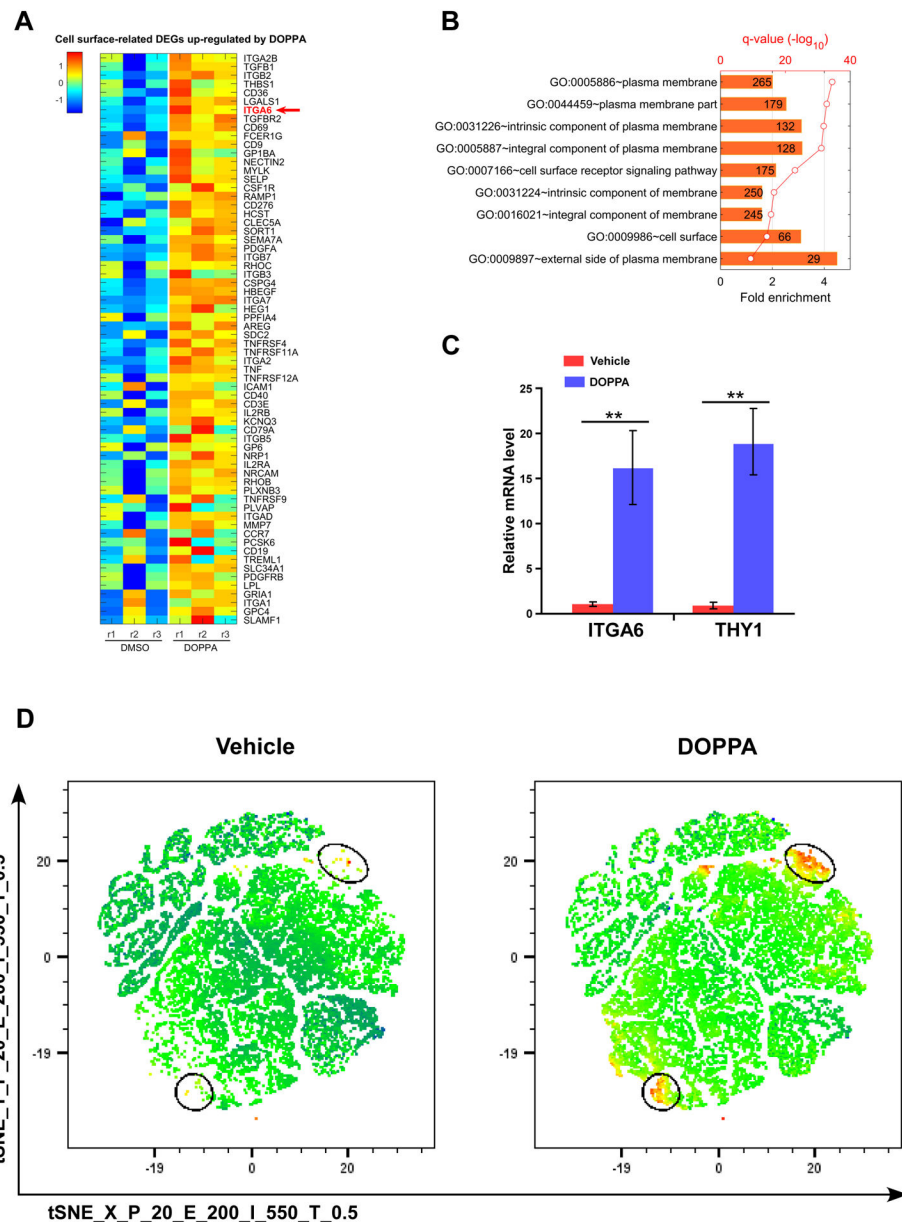 A
Cell surface-related DEGs up-regulated by DOPPA
1
0
-1
ITGA2B
TGFB1
ITGB2
THBS1
CD36
LGALS1
ITGA6
TGFBR2
CD69
FCER1G
CD9
GP1BA
NECTIN2
MYLK
SELP
CSF1R
RAMP1
CD276
HCST
CLEC5A
SORT1
SEMA7A
PDGFA
ITGB7
RHOC
ITGB3
CSPG4
HBEGF
ITGA7
HEG1
PPFIA4
AREG
SDC2
TNFRSF4
TNFRSF11A
ITGA2
TNF
TNFRSF12A
ICAM1
CD40
CD3E
IL2RB
KCNQ3
CD79A
ITGB5
GP6
NRP1
IL2RA
NRCAM
RHOB
PLXNB3
TNFRSF9
PLVAP
ITGAD
MMP7
CCR7
PCSK6
CD19
TREML1
SLC34A1
PDGFRB
LPL
GRIA1
ITGA1
GPC4
SLAMF1
r1 r2 r3 r1 r2 r3
DMSO DOPPA
B
q-value (-log10)
0 10 20 30 40
GO:0005886~plasma membrane 265
GO:0044459~plasma membrane part 179
GO:0031226~intrinsic component of plasma membrane 132
GO:0005887~integral component of plasma membrane 128
GO:0007166~cell surface receptor signaling pathway 175
GO:0031224~intrinsic component of membrane 250
GO:0016021~integral component of membrane 245
GO:0009986~cell surface 66
GO:0009897~external side of plasma membrane 29
0 2 4
Fold enrichment
C
Vehicle
DOPPA
Relative mRNA level
25
20
15
10
5
0
** **
ITGA6 THY1
D
Vehicle DOPPA
20 20
0 0
-19 -19
-19 0 20 -19 0 20
tSNE_X_P_20_E_200_I_550_T_0.5